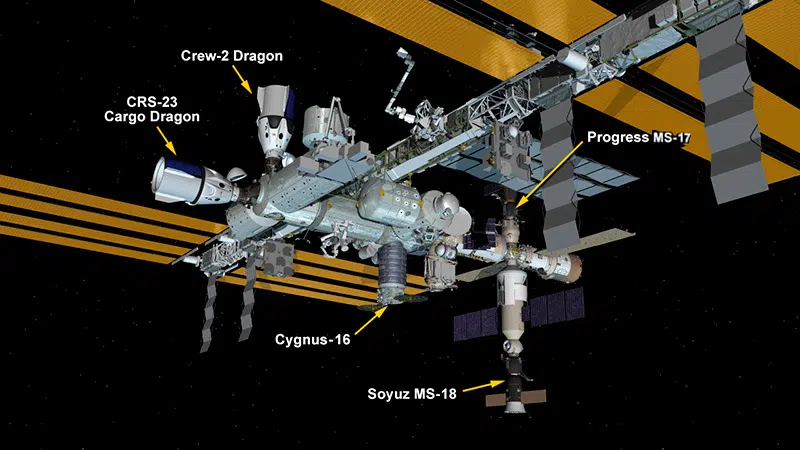 Crew-2 Dragon
CRS-23
Cargo Dragon
Progress MS-17
Cygnus-16
Soyuz MS-18